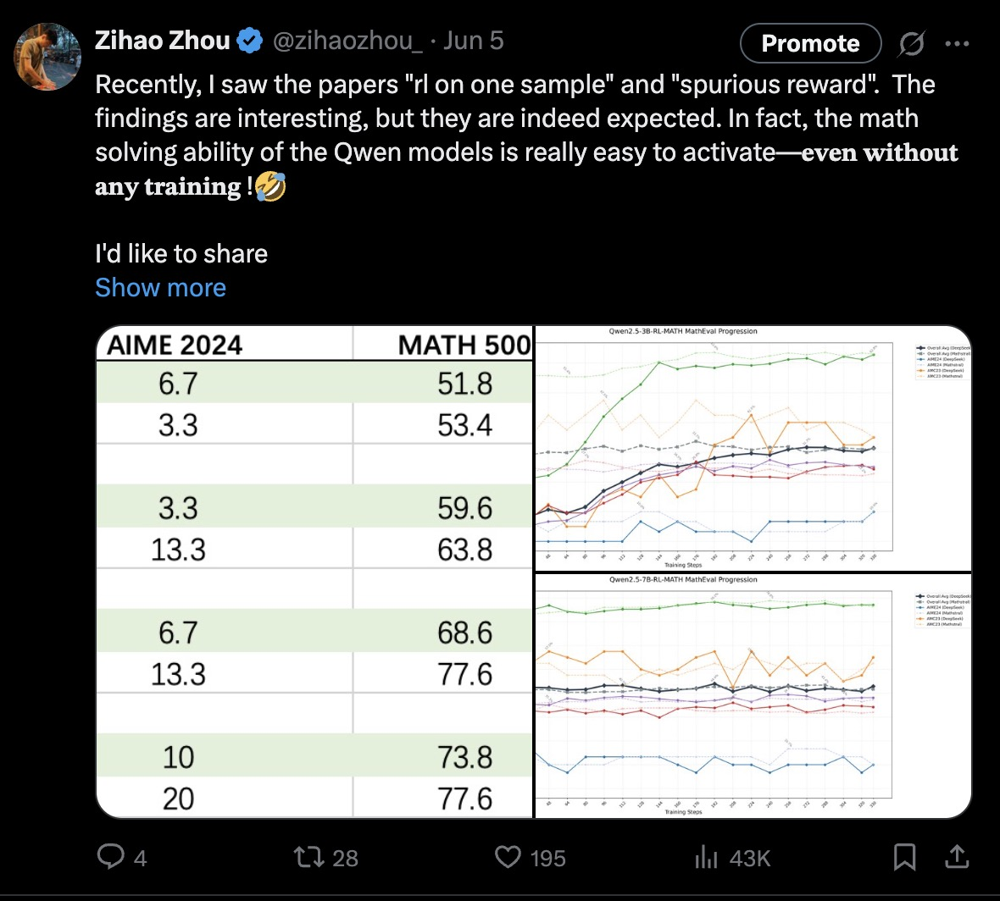 Zihao Zhou @zihaozhou_ · Jun 5
Promote
Recently, I saw the papers "rl on one sample" and "spurious reward".  The
findings are interesting, but they are indeed expected. In fact, the math
solving ability of the Qwen models is really easy to activate—𝐞𝐯𝐞𝐧 𝐰𝐢𝐭𝐡𝐨𝐮𝐭
𝐚𝐧𝐲 𝐭𝐫𝐚𝐢𝐧𝐢𝐧𝐠 !🤣
I'd like to share
Show more
AIME 2024 MATH 500
6.7 51.8
3.3 53.4
3.3 59.6
13.3 63.8
6.7 68.6
13.3 77.6
10 73.8
20 77.6
Qwen2.5-3B-RL-MATH MathEval Progression
Overall Avg (DeepSeek)
Overall Avg (Mathstral)
AIME24 (DeepSeek)
AIME24 (Mathstral)
AMC23 (DeepSeek)
AMC23 (Mathstral)
Training Steps
Qwen2.5-7B-RL-MATH MathEval Progression
Overall Avg (DeepSeek)
Overall Avg (Mathstral)
AIME24 (DeepSeek)
AIME24 (Mathstral)
AMC23 (DeepSeek)
AMC23 (Mathstral)
Training Steps
4 28 195 43K